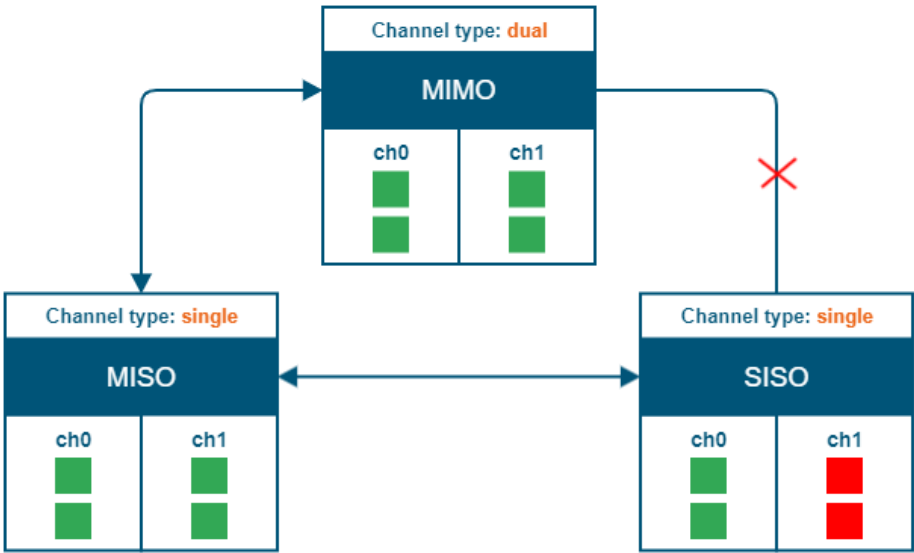 Channel type: dual
MIMO
ch0 ch1
Channel type: single
MISO
ch0 ch1
Channel type: single
SISO
ch0 ch1